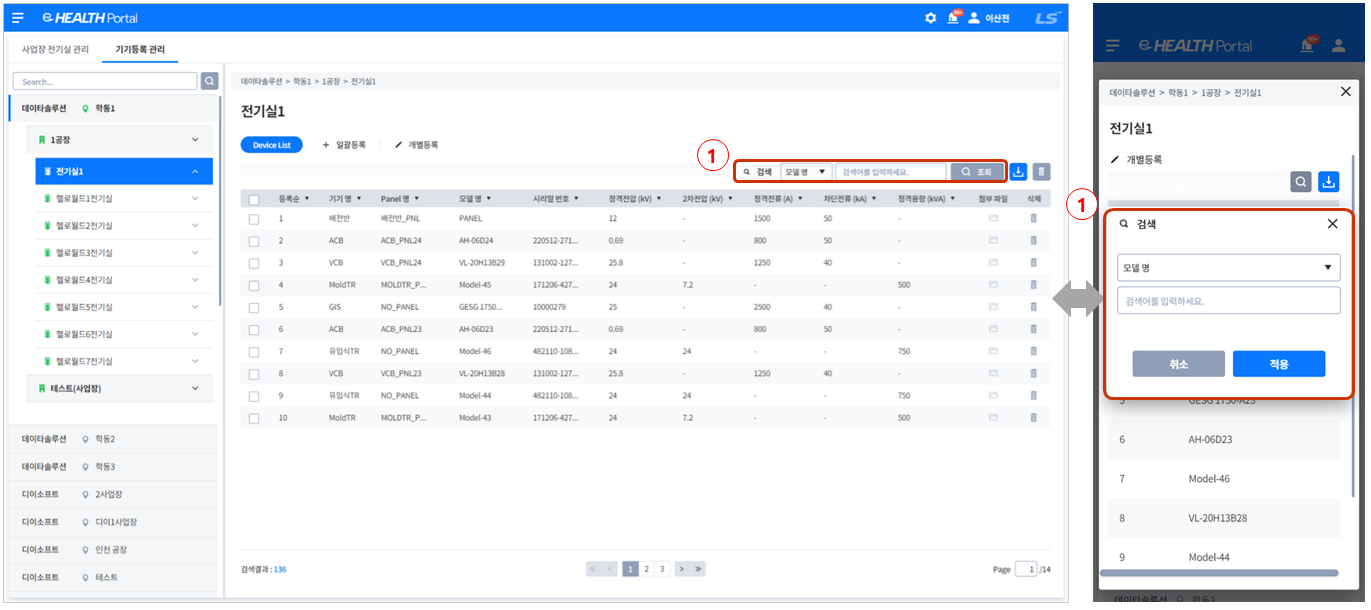 HEALTH Portal
99+
이산전
LS
사업장 전기실 관리 기기등록 관리
Search...
데이타솔루션 학동1
1공장
전기실1
헬로월드1전기실
헬로월드2전기실
헬로월드3전기실
헬로월드4전기실
헬로월드5전기실
헬로월드6전기실
헬로월드7전기실
테스트(사업장)
데이타솔루션 학동2
데이타솔루션 학동3
디이소프트 2사업장
디이소프트 디이1사업장
디이소프트 인천 공장
디이소프트 테스트
데이타솔루션 > 학동1 > 1공장 > 전기실1
전기실1
Device List + 일괄등록 개별등록
1
검색 모델 명 ▼ 검색어를 입력하세요. 조회
등록순 ▼ 기기 명 ▼ Panel 명 ▼ 모델 명 ▼ 시리얼 번호 ▼ 정격전압 (kV) ▼ 2차전압 (kV) ▼ 정격전류 (A) ▼ 차단전류 (kA) ▼ 정격용량 (kVA) ▼ 첨부 파일 삭제
1 배전반 배전반_PNL PANEL 12 1500 50 -
2 ACB ACB_PNL24 AH-06D24 220512-271... 0.69 - 800 50 -
3 VCB VCB_PNL24 VL-20H13B29 131002-127... 25.8 - 1250 40 -
4 MoldTR MOLDTR_P... Model-45 171206-427... 24 7.2 - - 500
5 GIS NO_PANEL GESG 1750... 10000279 25 - 2500 40 -
6 ACB ACB_PNL23 AH-06D23 220512-271... 0.69 - 800 50 -
7 유입식TR NO_PANEL Model-46 482110-108... 24 24 - - 750
8 VCB VCB_PNL23 VL-20H13B28 131002-127... 25.8 - 1250 40 -
9 유입식TR NO_PANEL Model-44 482110-108... 24 24 - - 750
10 MoldTR MOLDTR_P... Model-43 171206-427... 24 7.2 - - 500
검색결과 : 136
« < 1 2 3 > »
Page 1 /14
HEALTH Portal
99+
데이타솔루션 > 학동1 > 1공장 > 전기실1
전기실1
개별등록
1
검색
모델 명 ▼
검색어를 입력하세요.
취소 적용
5 GESG 1750-A23
6 AH-06D23
7 Model-46
8 VL-20H13B28
9 Model-44
데이타솔루션 학동3